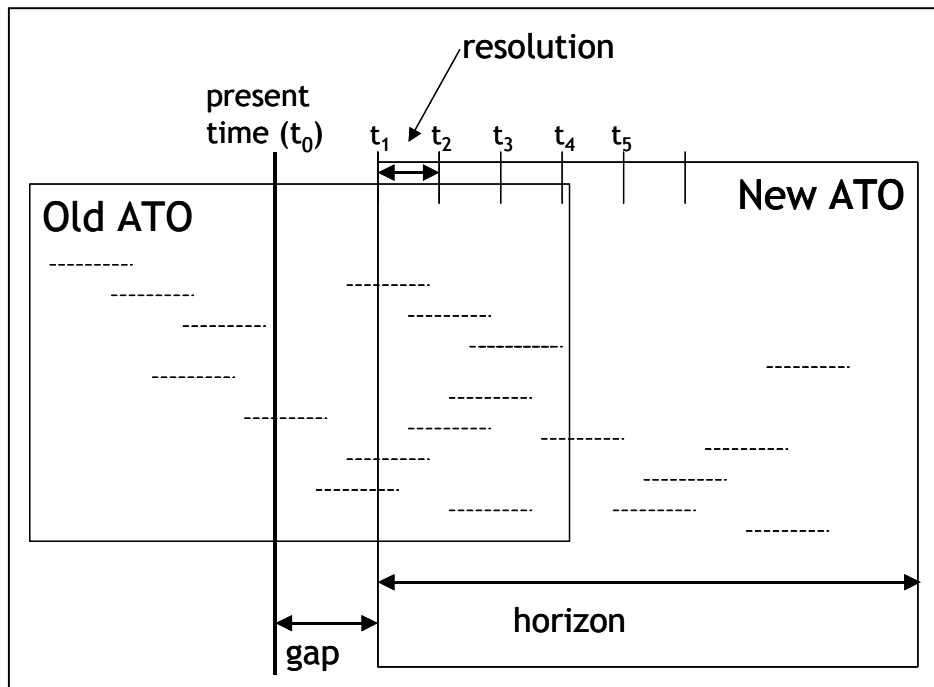 resolution
present
time (t0)
t1 t2 t3 t4 t5
Old ATO
New ATO
horizon
gap